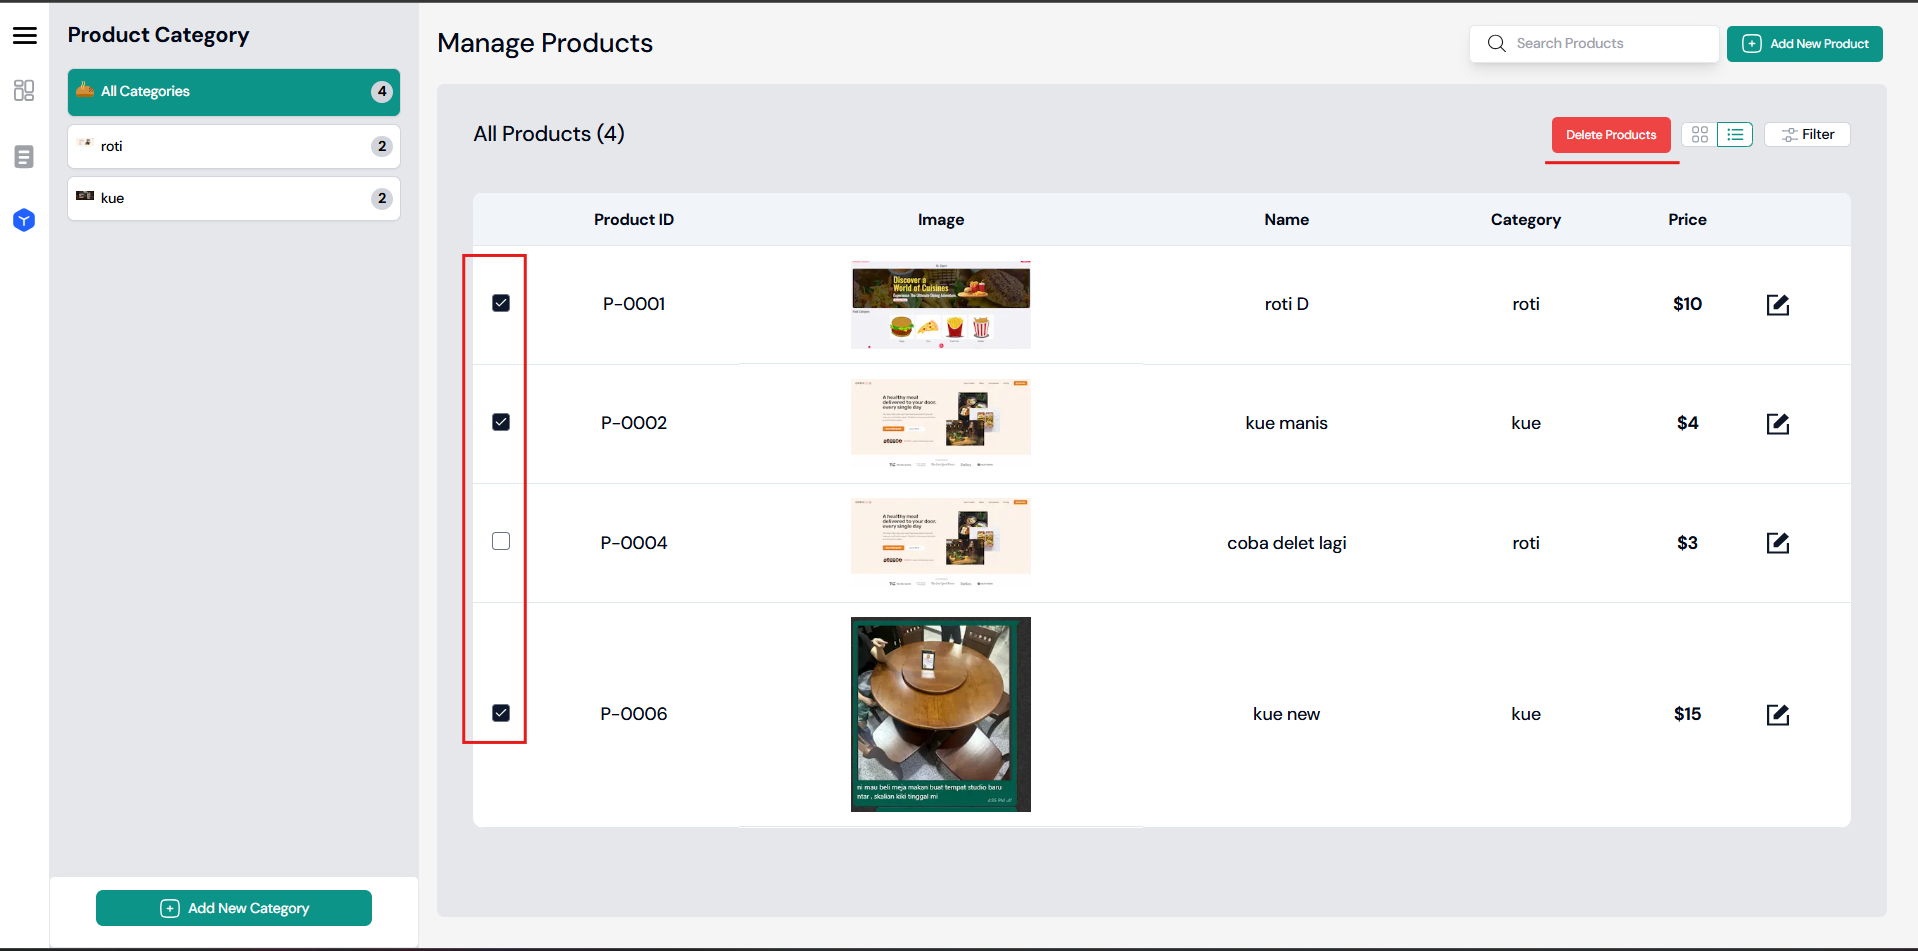 Product Category
All Categories
4
roti
2
kue
2
Add New Category
Manage Products
Search Products
Add New Product
All Products (4)
Delete Products
Filter
Product ID Image Name Category Price
P-0001 roti D roti $10
Discover a
World of Cuisines
P-0002 kue manis kue $4
A healthy meal
delivered to your door,
every single day
P-0004 coba delet lagi roti $3
A healthy meal
delivered to your door,
every single day
P-0006 kue new kue $15
ni mau beli meja makan buat tempat studio baru
ntar , skalian kiki tinggal mi